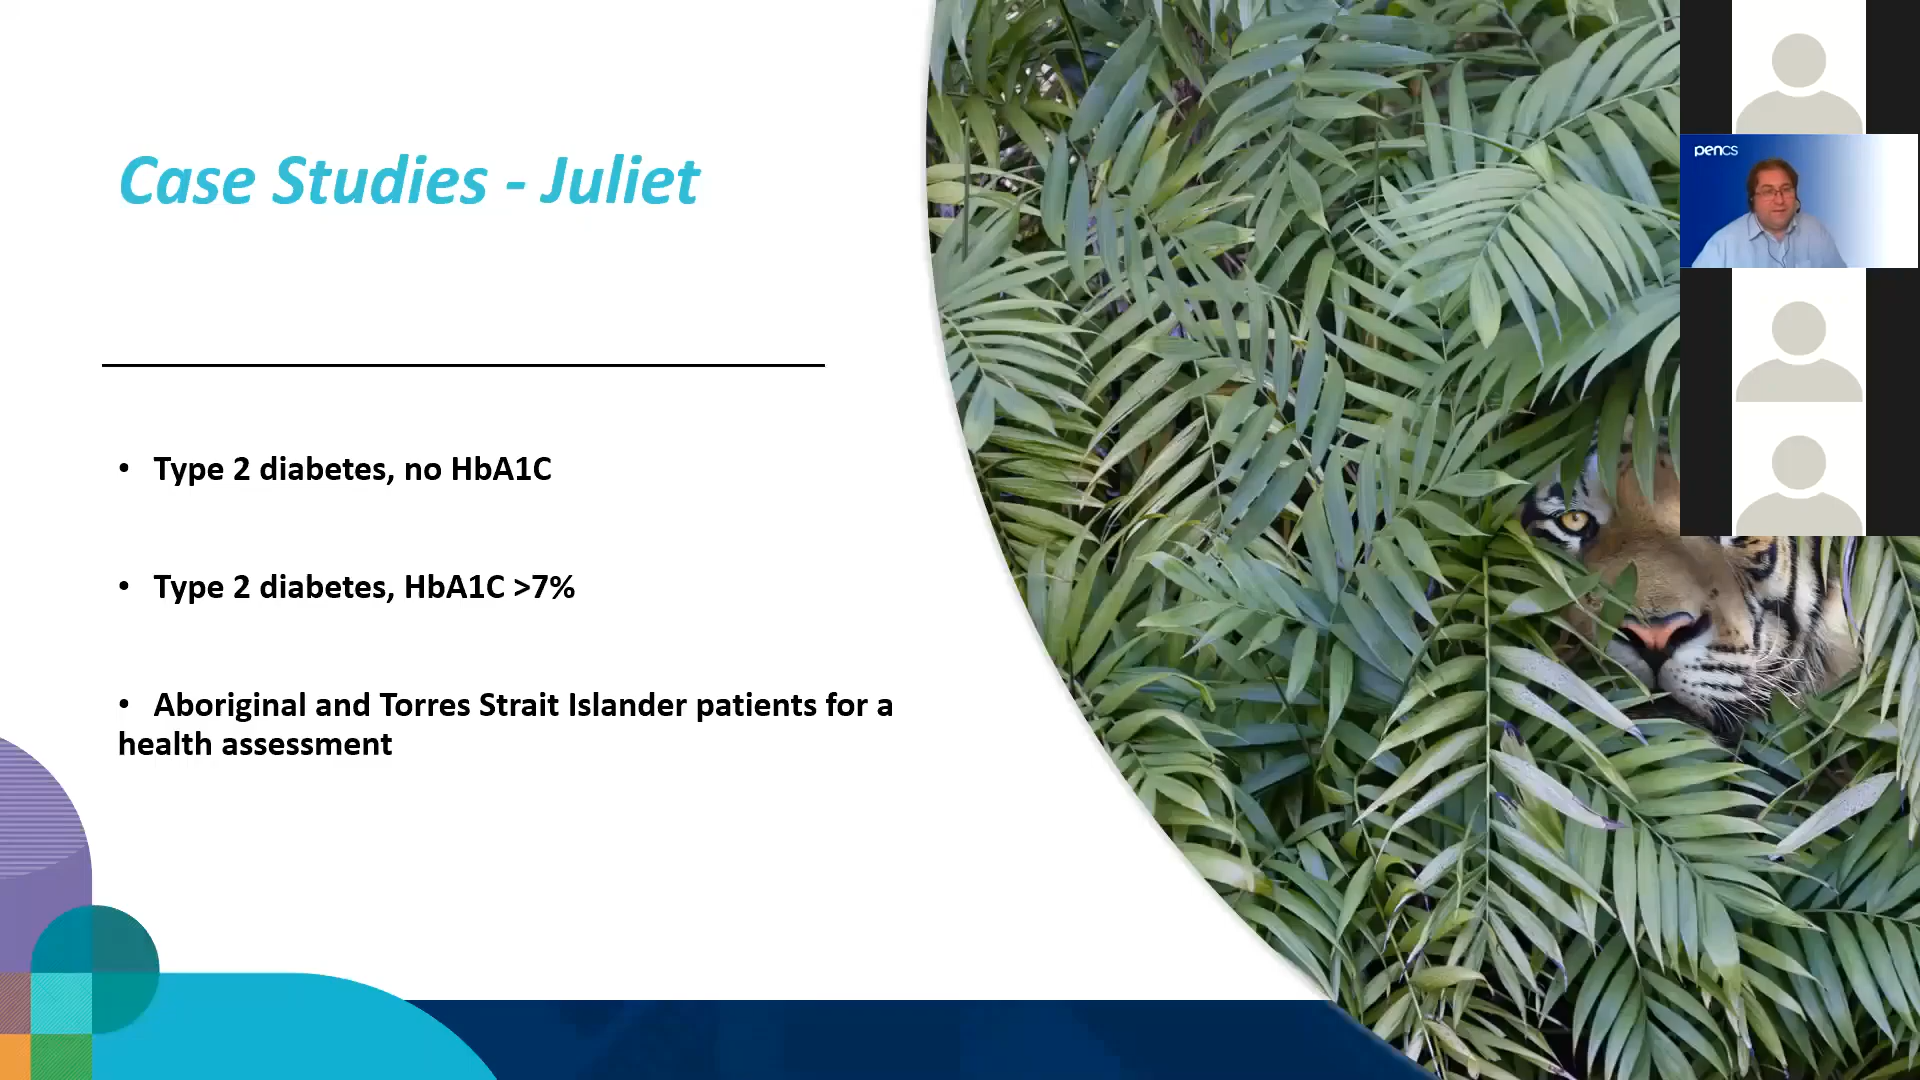 Case Studies - Juliet
pencs
• Type 2 diabetes, no HbA1C
• Type 2 diabetes, HbA1C >7%
• Aboriginal and Torres Strait Islander patients for a
health assessment